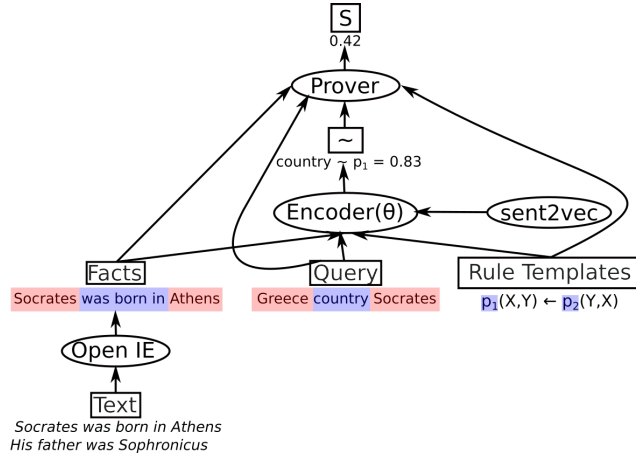 S
0.42
Prover
~
country ~ p₁ = 0.83
Encoder(θ)
sent2vec
Facts
Query
Rule Templates
Socrates was born in Athens
Greece country Socrates
p₁(X,Y) ← p₂(Y,X)
Open IE
Text
Socrates was born in Athens
His father was Sophronicus